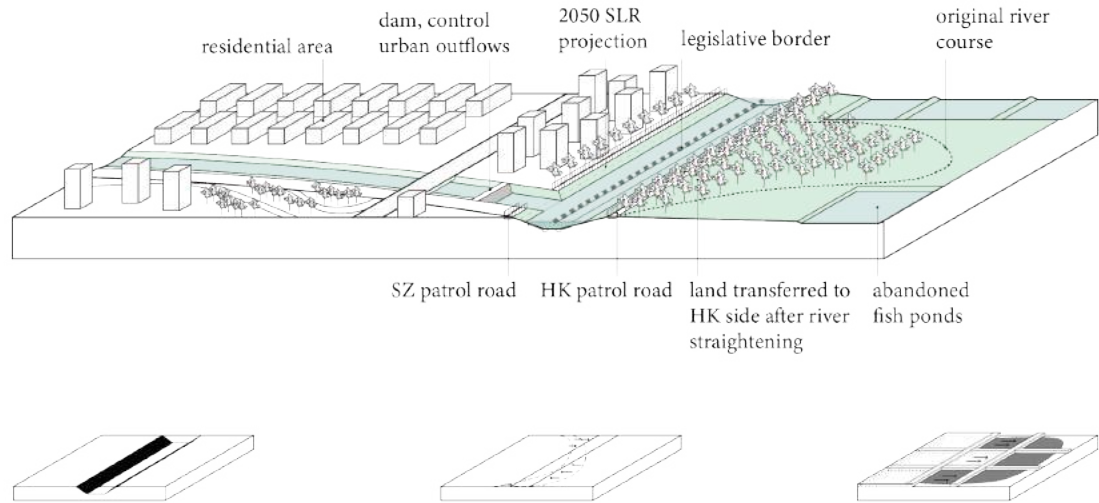 residential area
dam, control
urban outflows
2050 SLR
projection
legislative border
original river
course
SZ patrol road
HK patrol road
land transferred to
HK side after river
straightening
abandoned
fish ponds